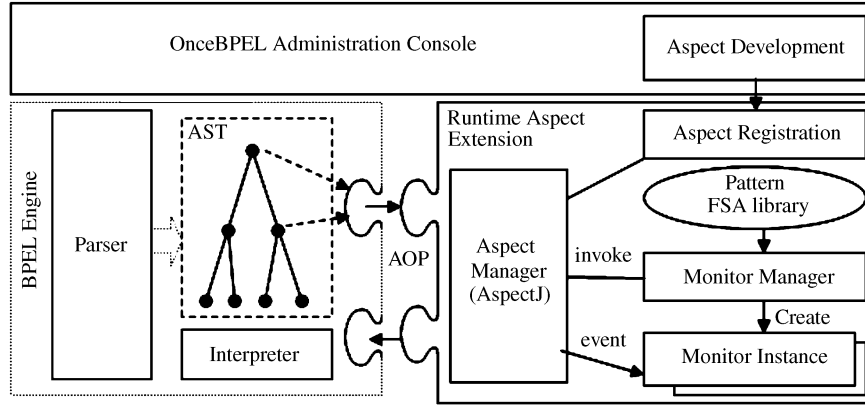 OnceBPEL Administration Console
Aspect Development
BPEL Engine
Parser
AST
Interpreter
AOP
Runtime Aspect
Extension
Aspect Registration
Pattern
FSA library
Aspect
Manager
(AspectJ)
invoke
Monitor Manager
Create
event
Monitor Instance